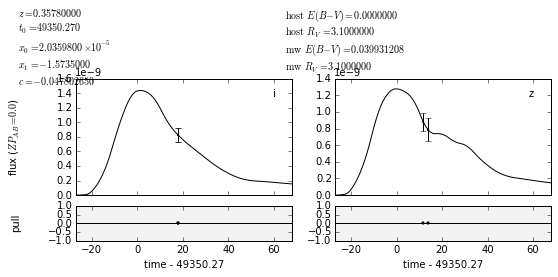 z = 0.35780000
host E(B−V) = 0.0000000
t0 = 49350.270
host RV = 3.1000000
x0 = 2.0359800 × 10^−5
mw E(B−V) = 0.039931208
x1 = −1.5735000
mw RV = 3.1000000
1e−9
1e−9
flux (ZP_AB = 0.0)
1.4
1.2
1.0
0.8
0.6
0.4
0.2
0.0
i
1.4
1.2
1.0
0.8
0.6
0.4
0.2
0.0
z
pull
1.0
0.5
0.0
−0.5
−1.0
−20 0 20 40 60
time - 49350.27
1.0
0.5
0.0
−0.5
−1.0
−20 0 20 40 60
time - 49350.27